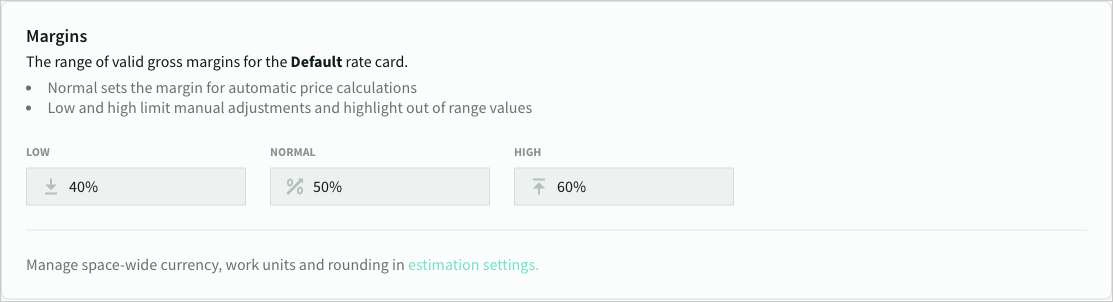 Margins
The range of valid gross margins for the Default rate card.
• Normal sets the margin for automatic price calculations
• Low and high limit manual adjustments and highlight out of range values
LOW NORMAL HIGH
40% 50% 60%
Manage space-wide currency, work units and rounding in estimation settings.